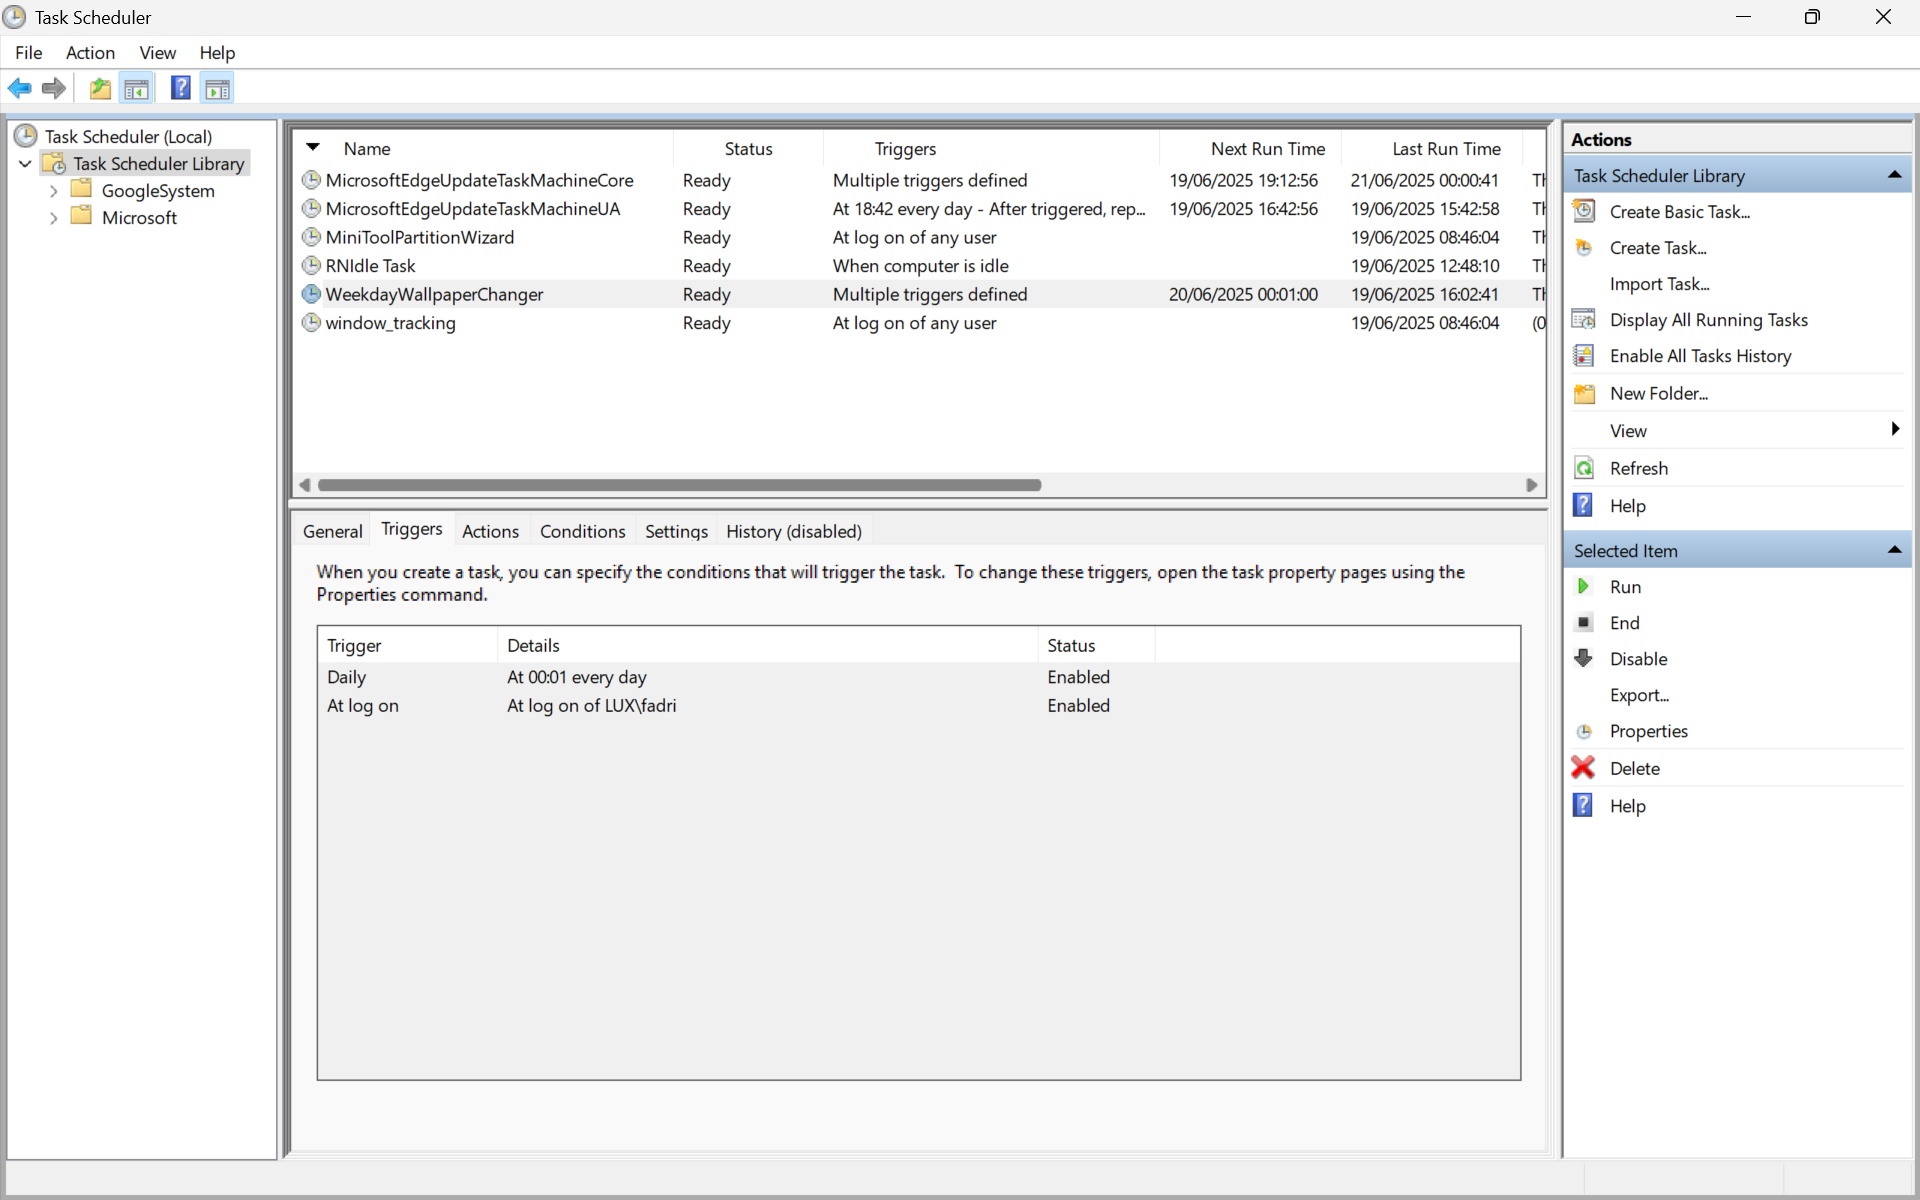 Task Scheduler
File Action View Help
Task Scheduler (Local)
Task Scheduler Library
GoogleSystem
Microsoft
Name Status Triggers Next Run Time Last Run Time
MicrosoftEdgeUpdateTaskMachineCore Ready Multiple triggers defined 19/06/2025 19:12:56 21/06/2025 00:00:41 Th
MicrosoftEdgeUpdateTaskMachineUA Ready At 18:42 every day - After triggered, rep... 19/06/2025 16:42:56 19/06/2025 15:42:58 Th
MiniToolPartitionWizard Ready At log on of any user 19/06/2025 08:46:04 Th
RNIdle Task Ready When computer is idle 19/06/2025 12:48:10 Th
WeekdayWallpaperChanger Ready Multiple triggers defined 20/06/2025 00:01:00 19/06/2025 16:02:41 Th
window_tracking Ready At log on of any user 19/06/2025 08:46:04 (0
General Triggers Actions Conditions Settings History (disabled)
When you create a task, you can specify the conditions that will trigger the task. To change these triggers, open the task property pages using the
Properties command.
Trigger Details Status
Daily At 00:01 every day Enabled
At log on At log on of LUX\fadri Enabled
Actions
Task Scheduler Library
Create Basic Task...
Create Task...
Import Task...
Display All Running Tasks
Enable All Tasks History
New Folder...
View
Refresh
Help
Selected Item
Run
End
Disable
Export...
Properties
Delete
Help